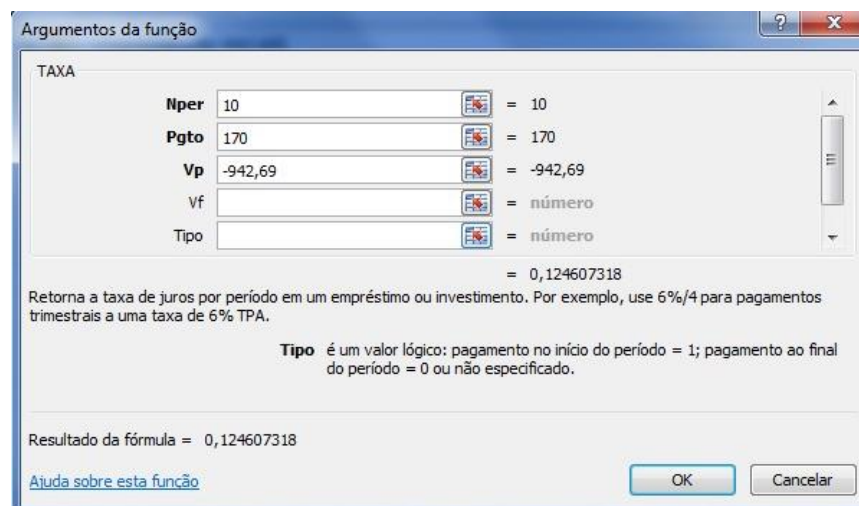 Argumentos da função
TAXA
Nper 10 = 10
Pgto 170 = 170
Vp -942,69 = -942,69
Vf = número
Tipo = número
= 0,124607318
Retorna a taxa de juros por período em um empréstimo ou investimento. Por exemplo, use 6%/4 para pagamentos
trimestrais a uma taxa de 6% TPA.
Tipo é um valor lógico: pagamento no início do período = 1; pagamento ao final
do período = 0 ou não especificado.
Resultado da fórmula = 0,124607318
Ajuda sobre esta função
OK Cancelar